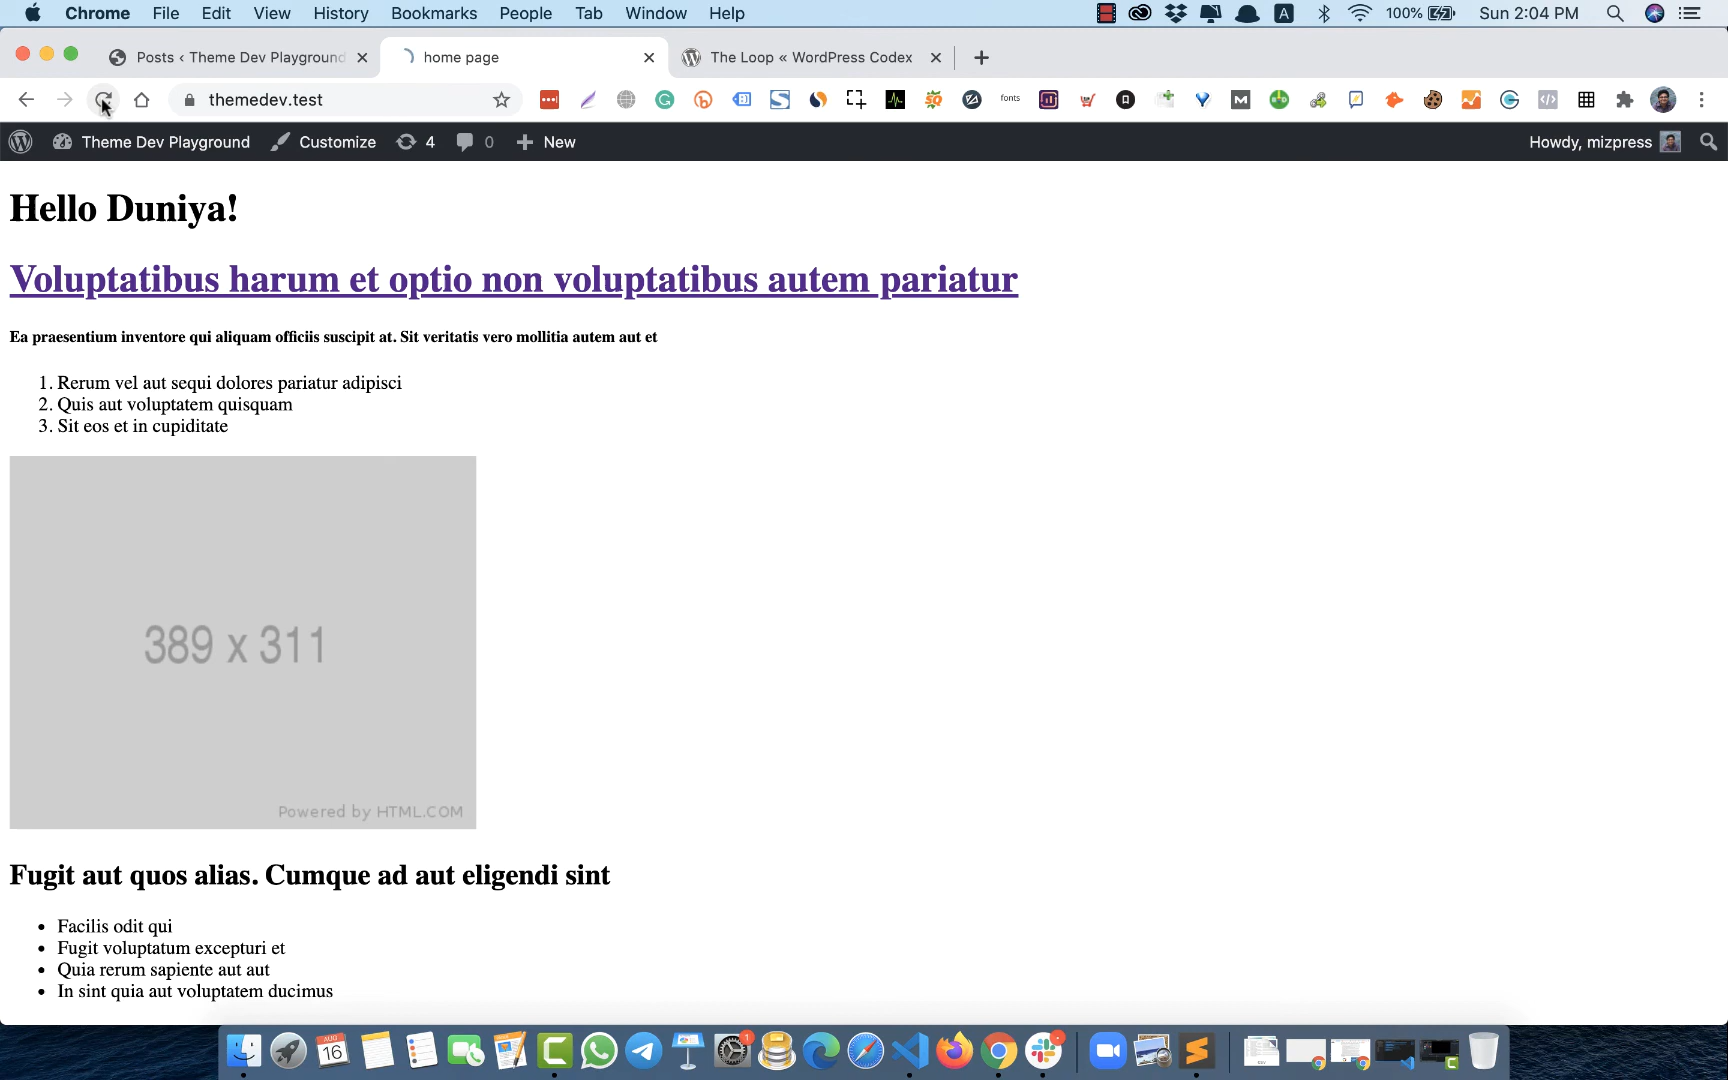 Chrome File Edit View History Bookmarks People Tab Window Help
A 100% Sun 2:04 PM
Posts ‹ Theme Dev Playground
home page
The Loop « WordPress Codex
themedev.test
fonts
Theme Dev Playground Customize 4 0 New
Howdy, mizpress
Hello Duniya!
Voluptatibus harum et optio non voluptatibus autem pariatur
Ea praesentium inventore qui aliquam officiis suscipit at. Sit veritatis vero mollitia autem aut et
1. Rerum vel aut sequi dolores pariatur adipisci
2. Quis aut voluptatem quisquam
3. Sit eos et in cupiditate
389 x 311
Powered by HTML.COM
Fugit aut quos alias. Cumque ad aut eligendi sint
• Facilis odit qui
• Fugit voluptatum excepturi et
• Quia rerum sapiente aut aut
• In sint quia aut voluptatem ducimus
AUG
16
1